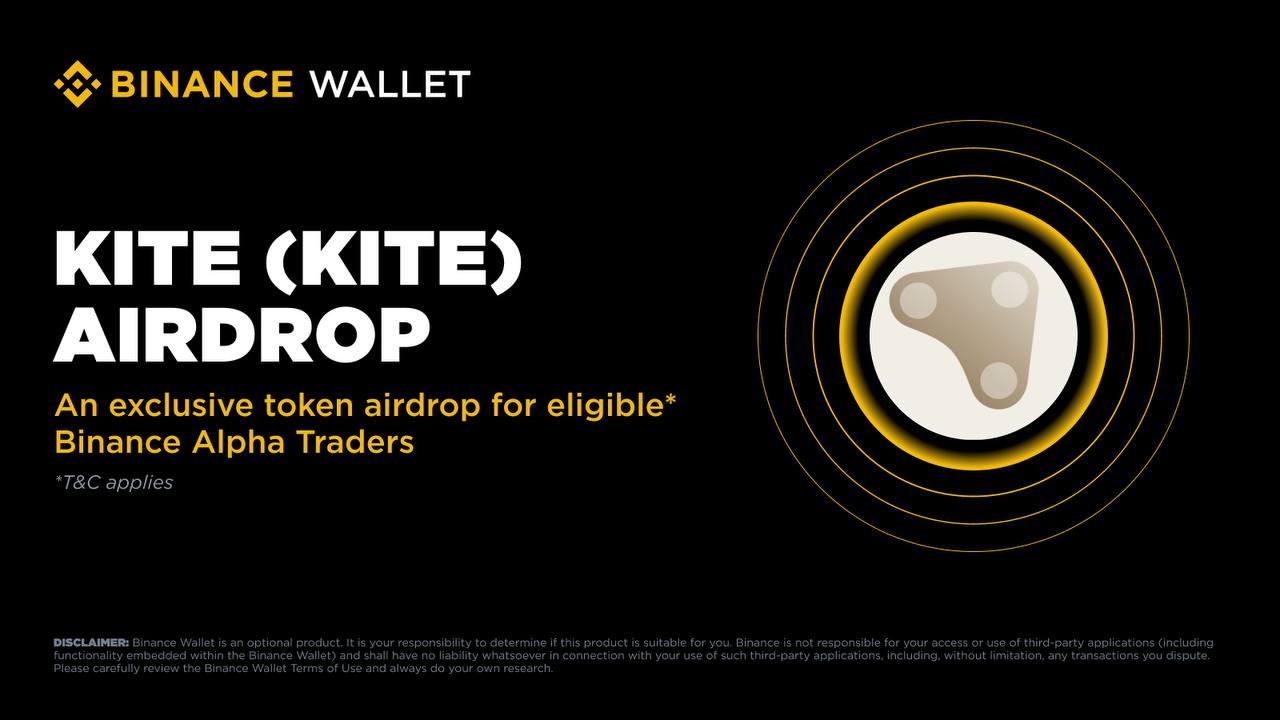 BINANCE WALLET
KITE (KITE)
AIRDROP
An exclusive token airdrop for eligible*
Binance Alpha Traders
*T&C applies
DISCLAIMER: Binance Wallet is an optional product. It is your responsibility to determine if this product is suitable for you. Binance is not responsible for your access or use of third-party applications (including
functionality embedded within the Binance Wallet) and shall have no liability whatsoever in connection with your use of such third-party applications, including, without limitation, any transactions you dispute.
Please carefully review the Binance Wallet Terms of Use and always do your own research.